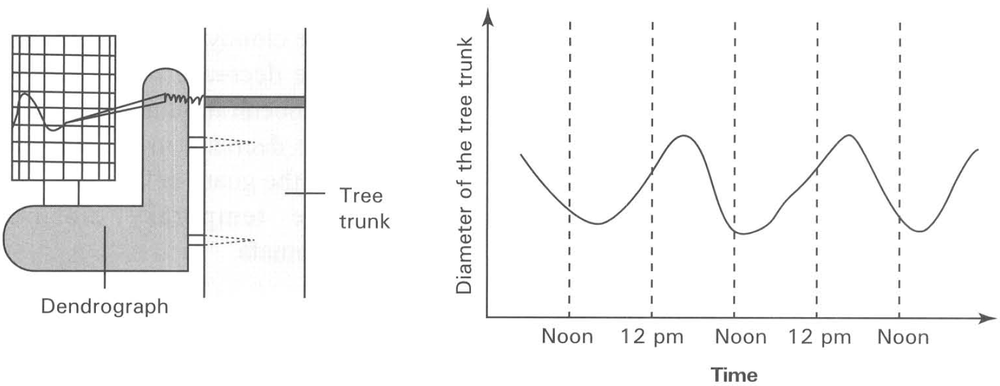 Dendrograph
Tree
trunk
Diameter of the tree trunk
Noon 12 pm Noon 12 pm Noon
Time